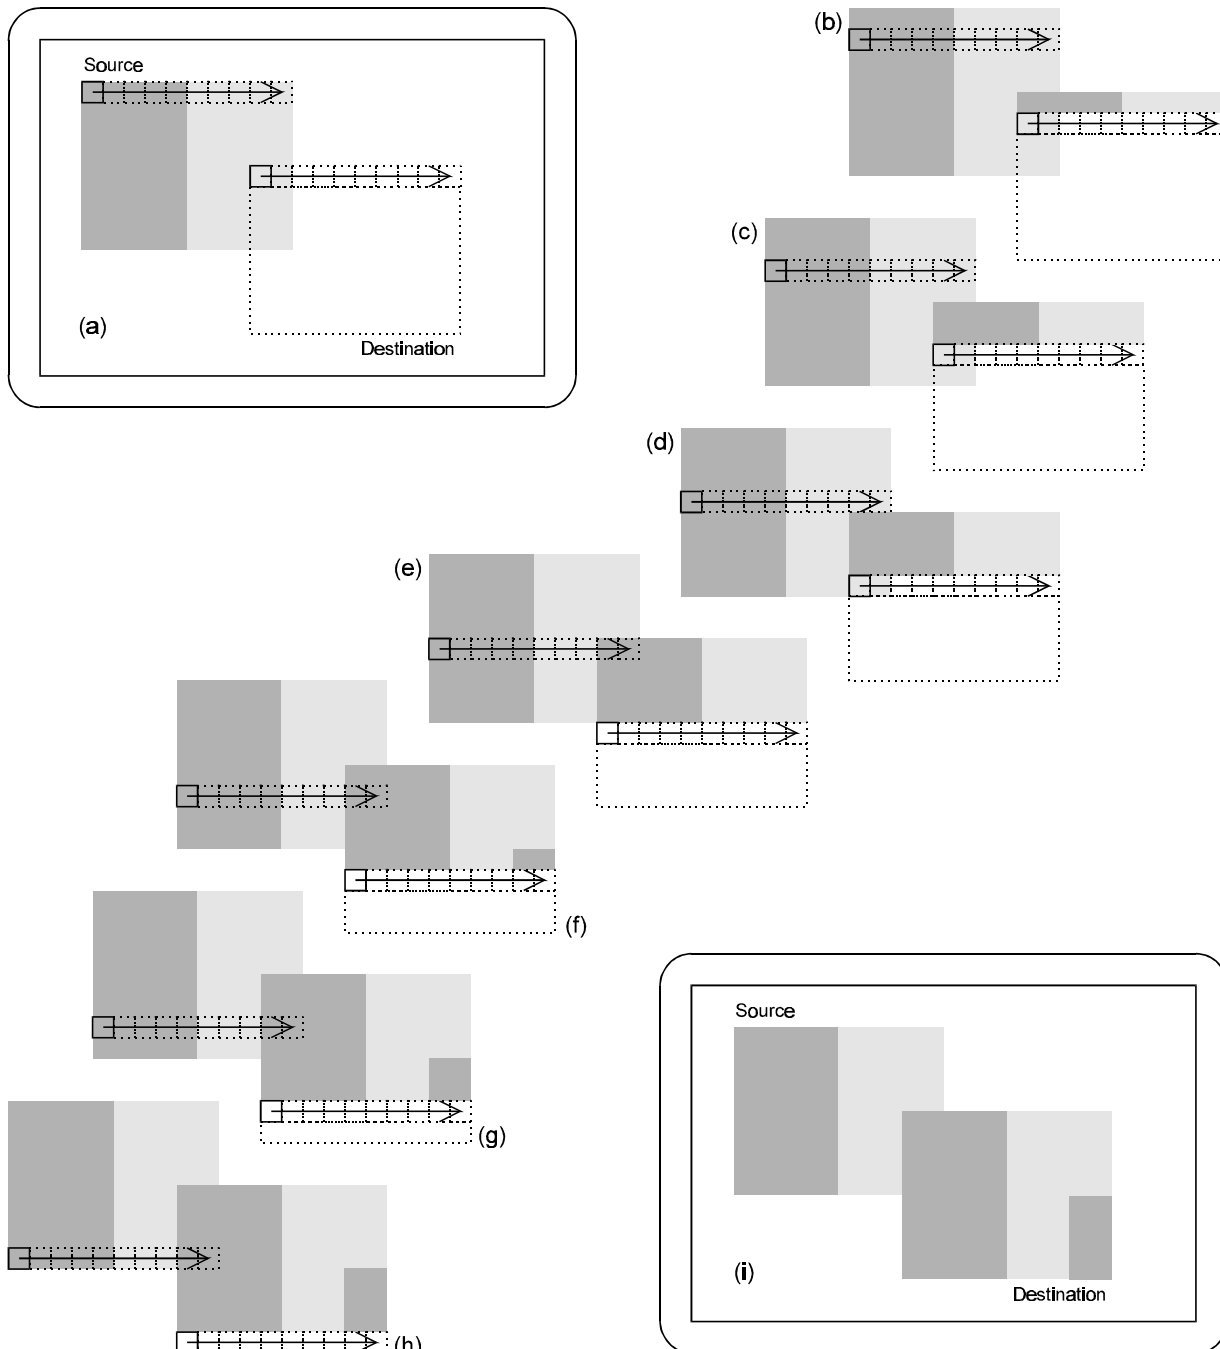 Source
(a)
Destination
(b)
(c)
(d)
(e)
(f)
(g)
(h)
Source
(i)
Destination